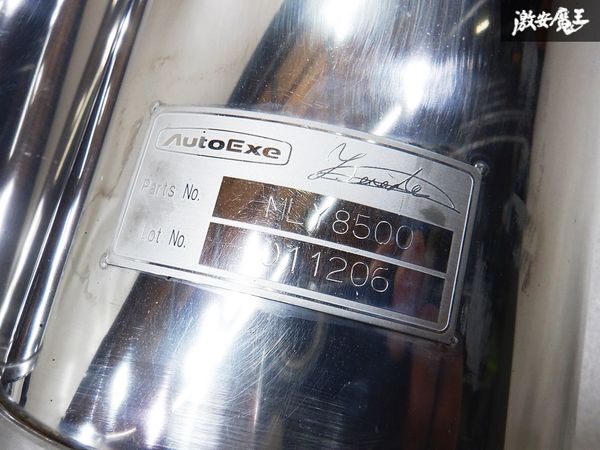 激安魔王
AutoExe
Parts No. MLY8500
Lot No. 011206